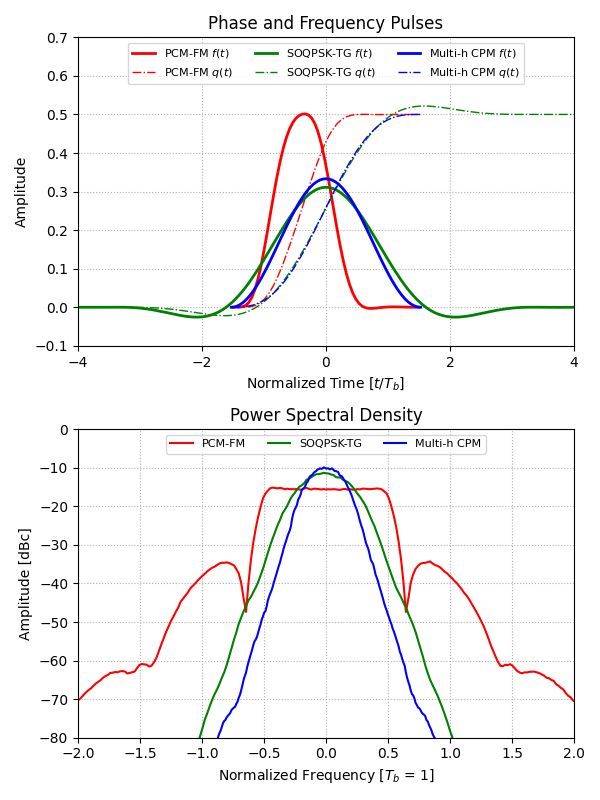 Phase and Frequency Pulses
PCM-FM f(t) SOQPSK-TG f(t) Multi-h CPM f(t)
PCM-FM q(t) SOQPSK-TG q(t) Multi-h CPM q(t)
0.7
0.6
0.5
0.4
0.3
0.2
0.1
0.0
−0.1
Amplitude
−4 −2 0 2 4
Normalized Time [t/T_b]
Power Spectral Density
PCM-FM SOQPSK-TG Multi-h CPM
0
−10
−20
−30
−40
−50
−60
−70
−80
Amplitude [dBc]
−2.0 −1.5 −1.0 −0.5 0.0 0.5 1.0 1.5 2.0
Normalized Frequency [T_b = 1]